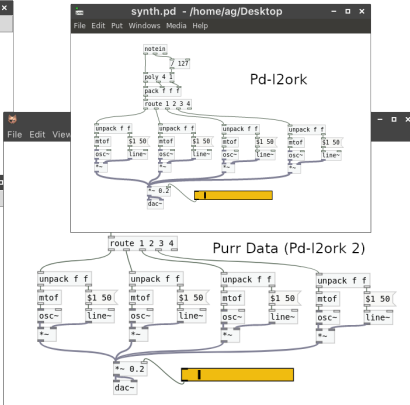 synth.pd - /home/ag/Desktop
File Edit Put Windows Media Help
notein
/ 127
poly 4 1
pack f f f
route 1 2 3 4
Pd-l2ork
unpack f f unpack f f unpack f f unpack f f
mtof $1 50 mtof $1 50 mtof $1 50 mtof $1 50
osc~ line~ osc~ line~ osc~ line~ osc~ line~
*~ *~ *~ *~
*~ 0.2
dac~
File Edit View
route 1 2 3 4
Purr Data (Pd-l2ork 2)
unpack f f unpack f f unpack f f unpack f f
mtof $1 50 mtof $1 50 mtof $1 50 mtof $1 50
osc~ line~ osc~ line~ osc~ line~ osc~ line~
*~ *~ *~ *~
*~ 0.2
dac~